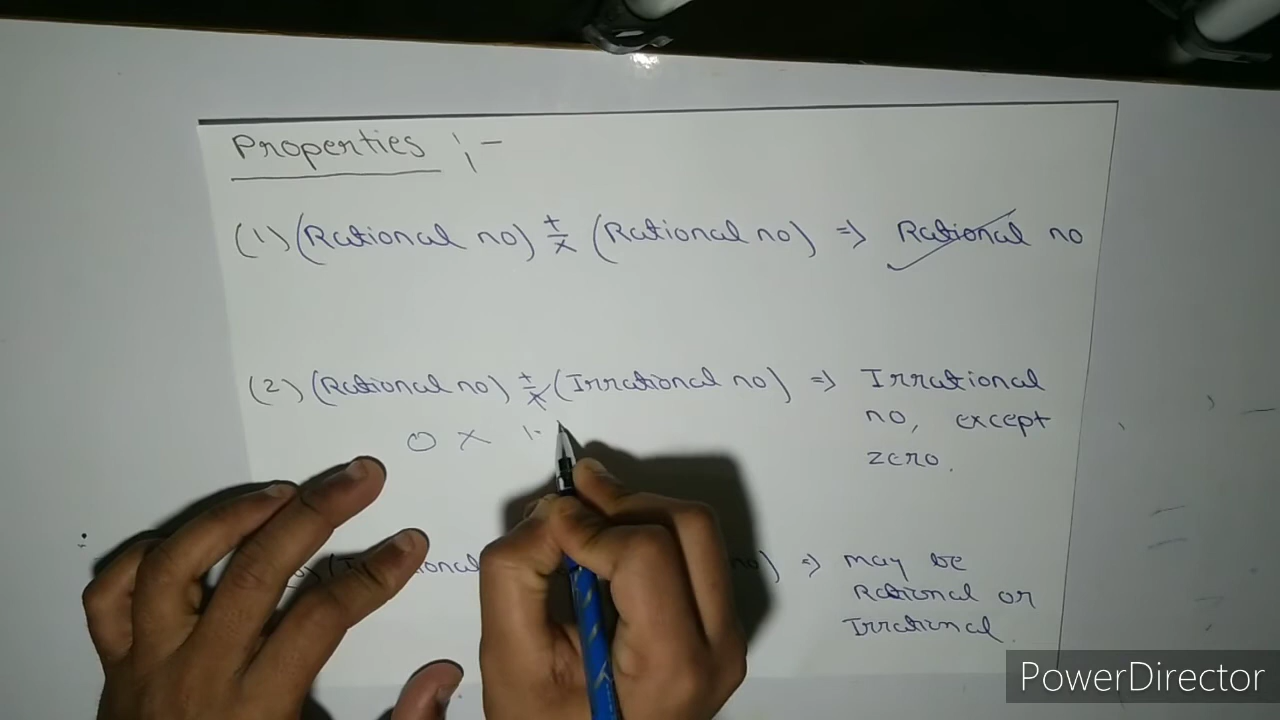 Properties :-
(1) (Rational no) ± × (Rational no) ⇒ Rational no
(2) (Rational no) ± × (Irrational no) ⇒ Irrational
no, except
zero.
0 ×
no) ⇒ may be
Rational or
Irrational.
PowerDirector